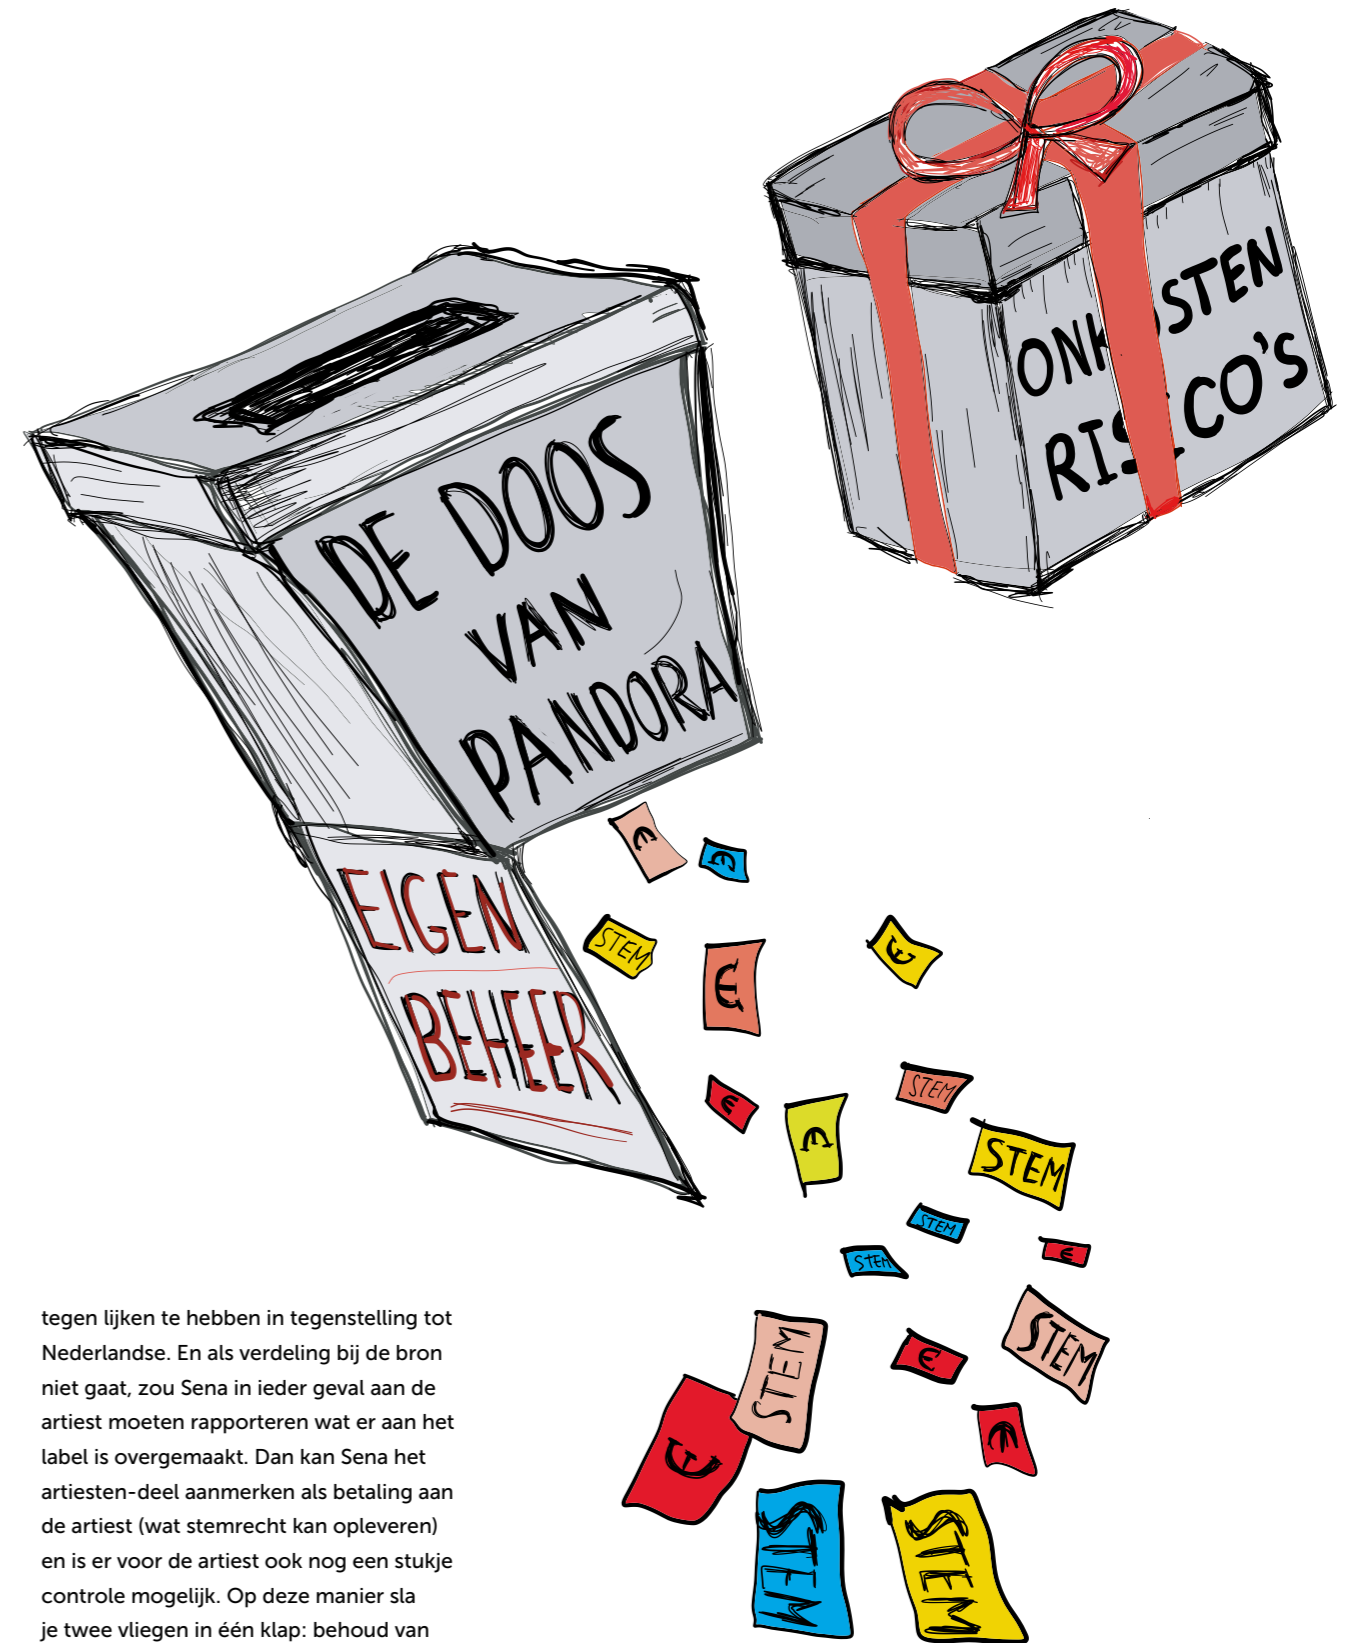 ONKOSTEN
RISICO'S
DE DOOS
VAN
PANDORA
EIGEN
BEHEER
€
€
STEM
€
€
€
STEM
€
STEM
STEM
STEM
€
STEM
€
STEM
€
€
STEM
STEM
tegen lijken te hebben in tegenstelling tot
Nederlandse. En als verdeling bij de bron
niet gaat, zou Sena in ieder geval aan de
artiest moeten rapporteren wat er aan het
label is overgemaakt. Dan kan Sena het
artiesten-deel aanmerken als betaling aan
de artiest (wat stemrecht kan opleveren)
en is er voor de artiest ook nog een stukje
controle mogelijk. Op deze manier sla
je twee vliegen in één klap: behoud van